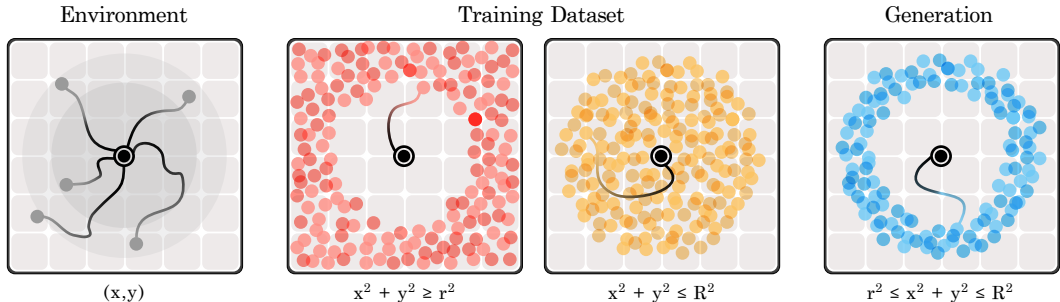 Environment
Training Dataset
Generation
(x,y)
x² + y² ≥ r²
x² + y² ≤ R²
r² ≤ x² + y² ≤ R²